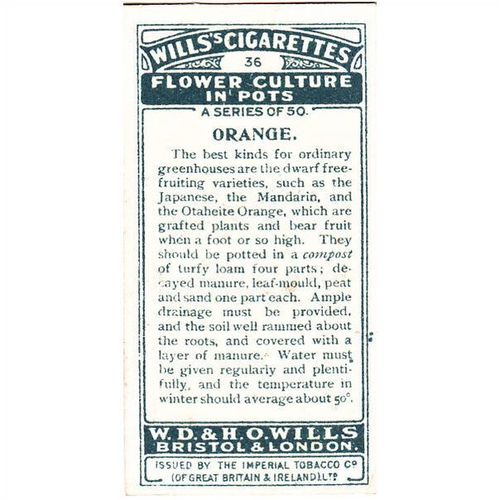 WILLS'S CIGARETTES
36
FLOWER CULTURE
IN POTS
A SERIES OF 50.
ORANGE.
The best kinds for ordinary
greenhouses are the dwarf free-
fruiting varieties, such as the
Japanese, the Mandarin, and
the Otaheite Orange, which are
grafted plants and bear fruit
when a foot or so high. They
should be potted in a compost
of turfy loam four parts; de-
cayed manure, leaf-mould, peat
and sand one part each. Ample
drainage must be provided,
and the soil well rammed about
the roots, and covered with a
layer of manure. Water must
be given regularly and plenti-
fully, and the temperature in
winter should average about 50°.
W.D. & H.O. WILLS
BRISTOL & LONDON.
ISSUED BY THE IMPERIAL TOBACCO Co
(OF GREAT BRITAIN & IRELAND) LTD